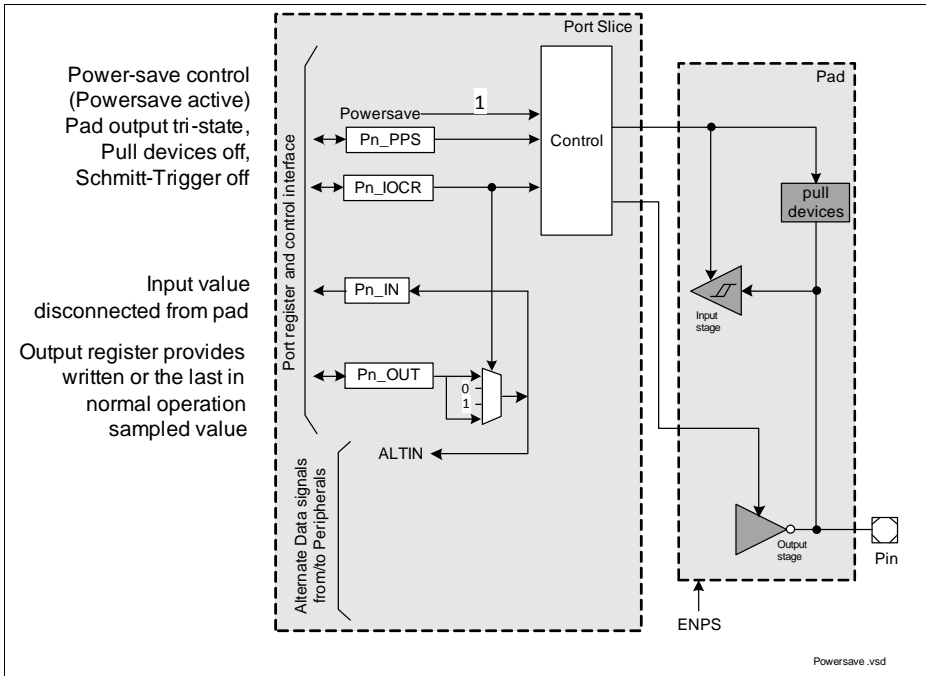 Port Slice
Power-save control
(Powersave active)
Pad output tri-state,
Pull devices off,
Schmitt-Trigger off
Input value
disconnected from pad
Output register provides
written or the last in
normal operation
sampled value
Port register and control interface
Powersave
1
Pn_PPS
Pn_IOCR
Pn_IN
Pn_OUT
0
1
Control
ALTIN
Alternate Data signals
from/to Peripherals
Pad
pull
devices
Input
stage
Output
stage
Pin
ENPS
Powersave .vsd